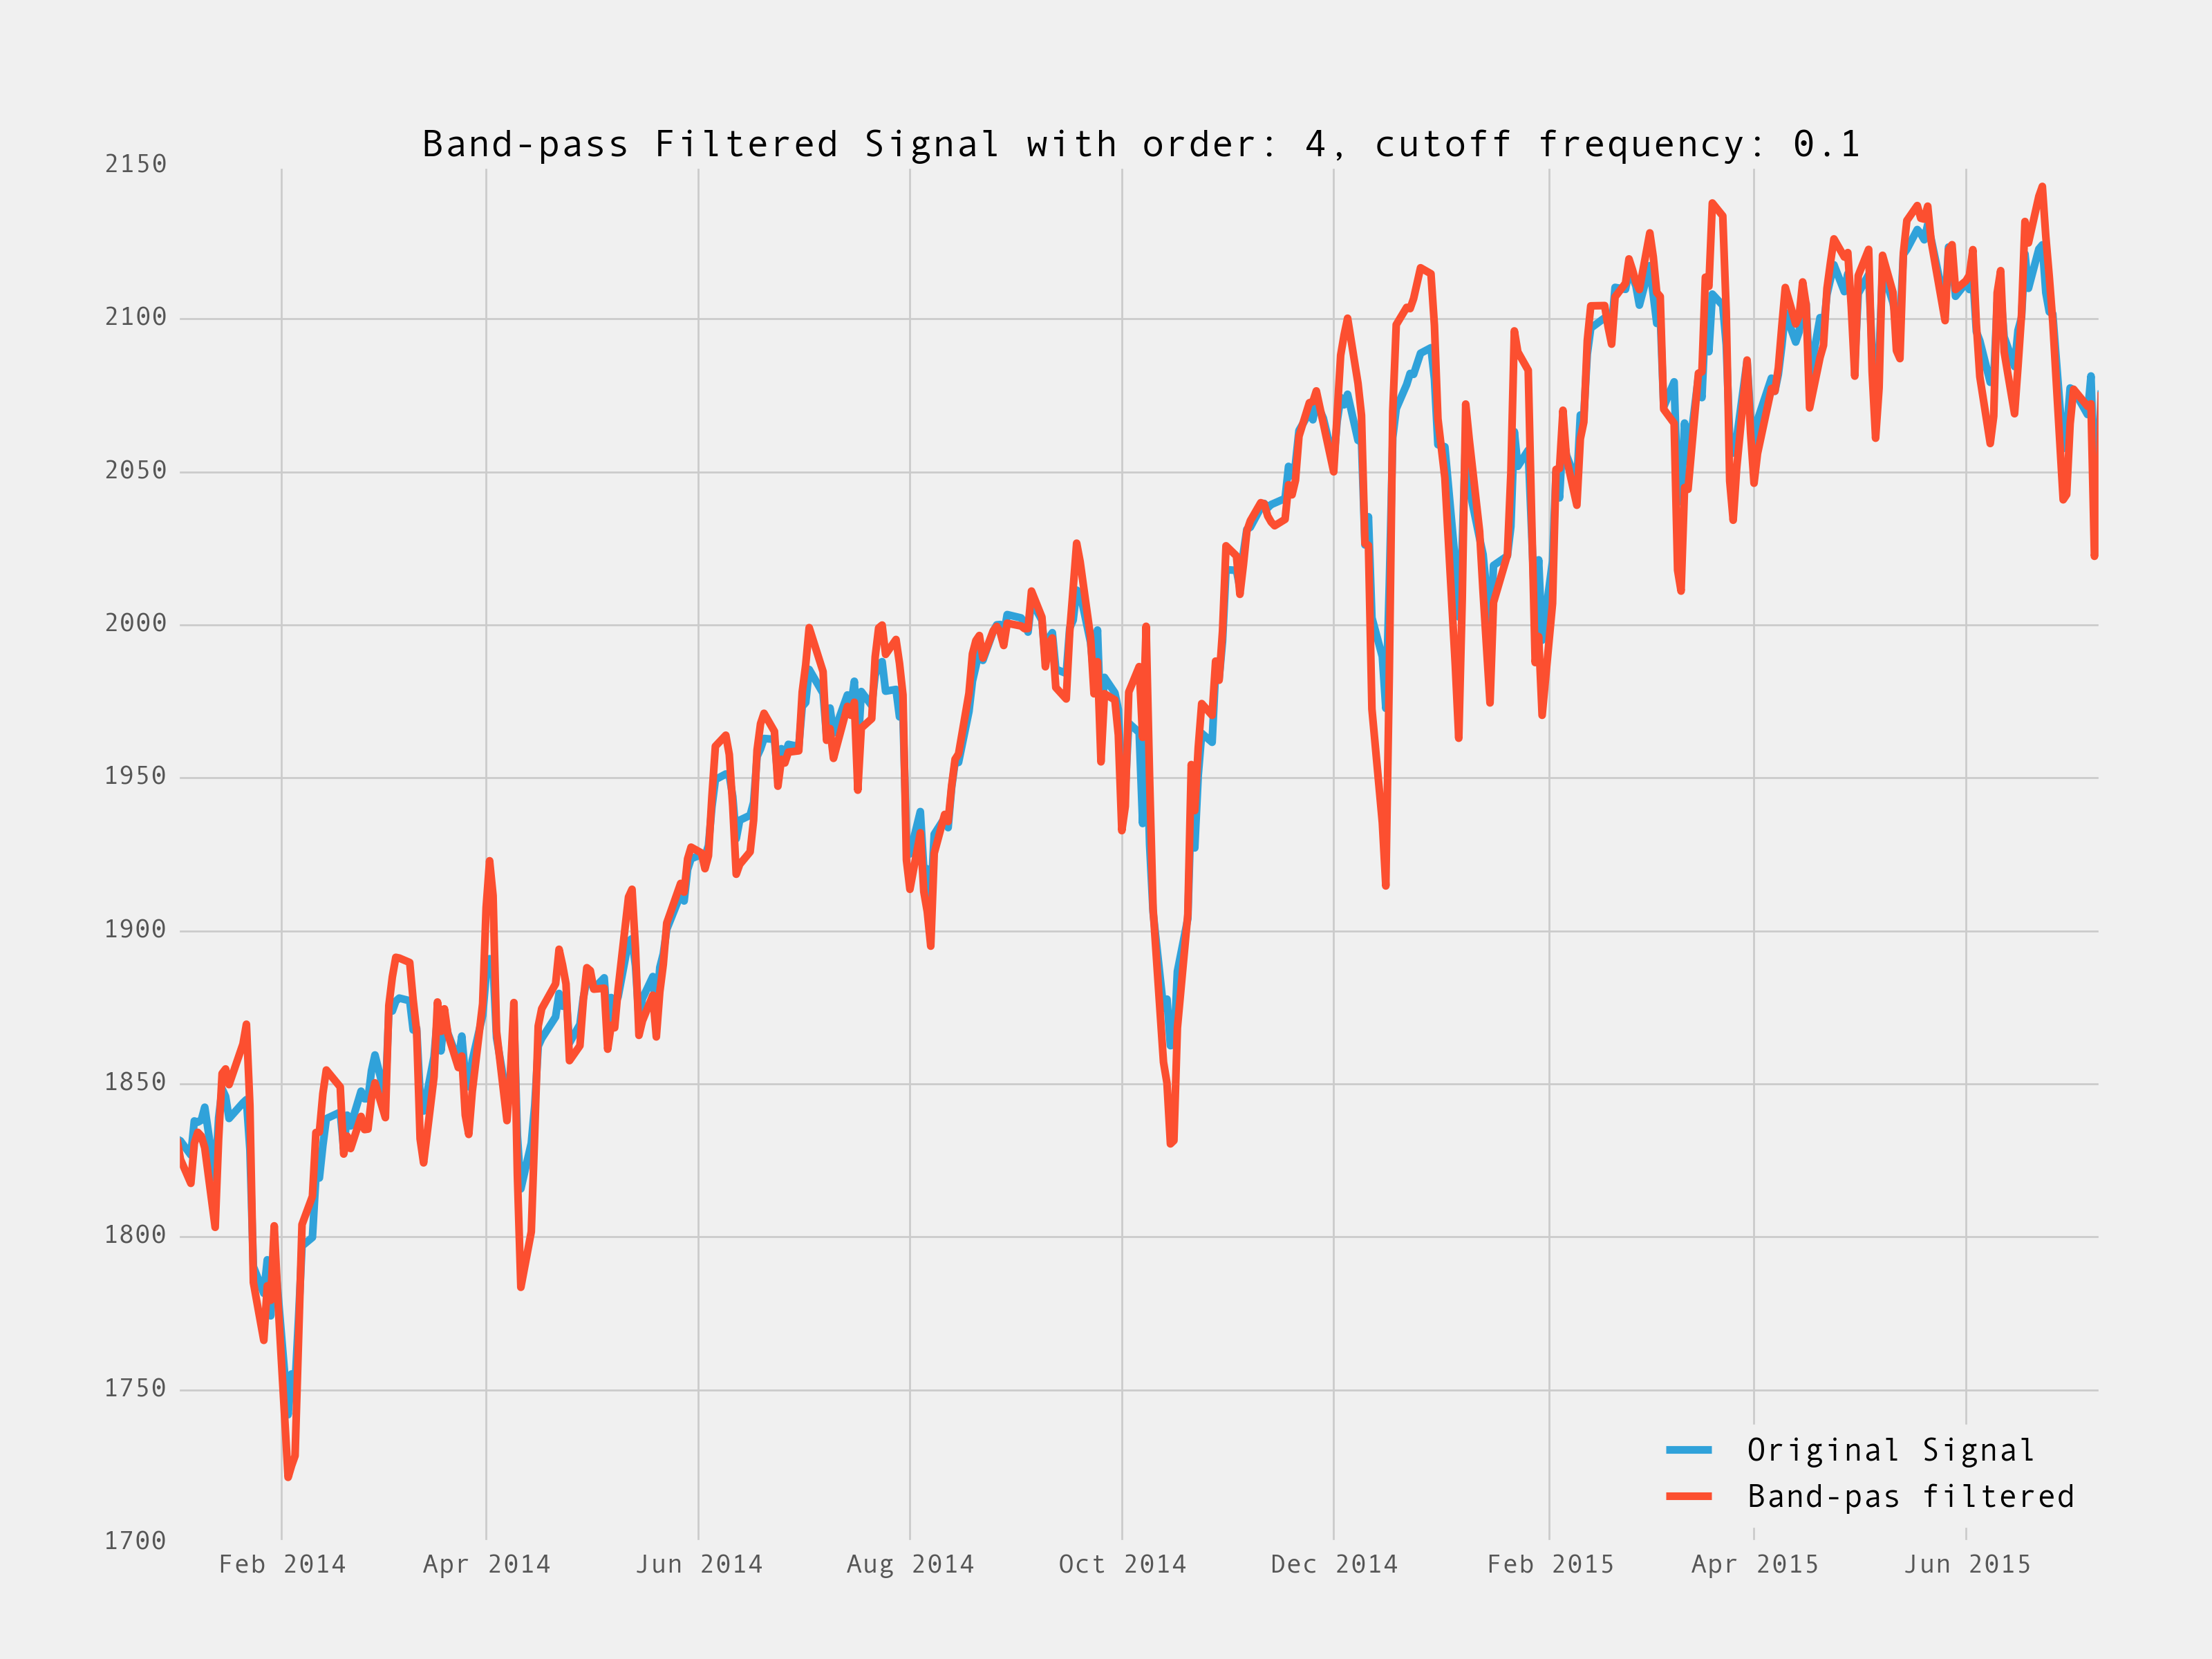 Band-pass Filtered Signal with order: 4, cutoff frequency: 0.1
2150
2100
2050
2000
1950
1900
1850
1800
1750
1700
Original Signal
Band-pas filtered
Feb 2014 Apr 2014 Jun 2014 Aug 2014 Oct 2014 Dec 2014 Feb 2015 Apr 2015 Jun 2015